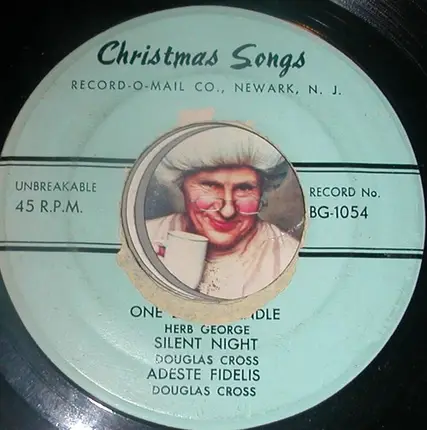 Christmas Songs
RECORD-O-MAIL CO., NEWARK, N. J.
UNBREAKABLE
45 R.P.M.
RECORD No.
BG-1054
ONE
HERB GEORGE
SILENT NIGHT
DOUGLAS CROSS
ADESTE FIDELIS
DOUGLAS CROSS